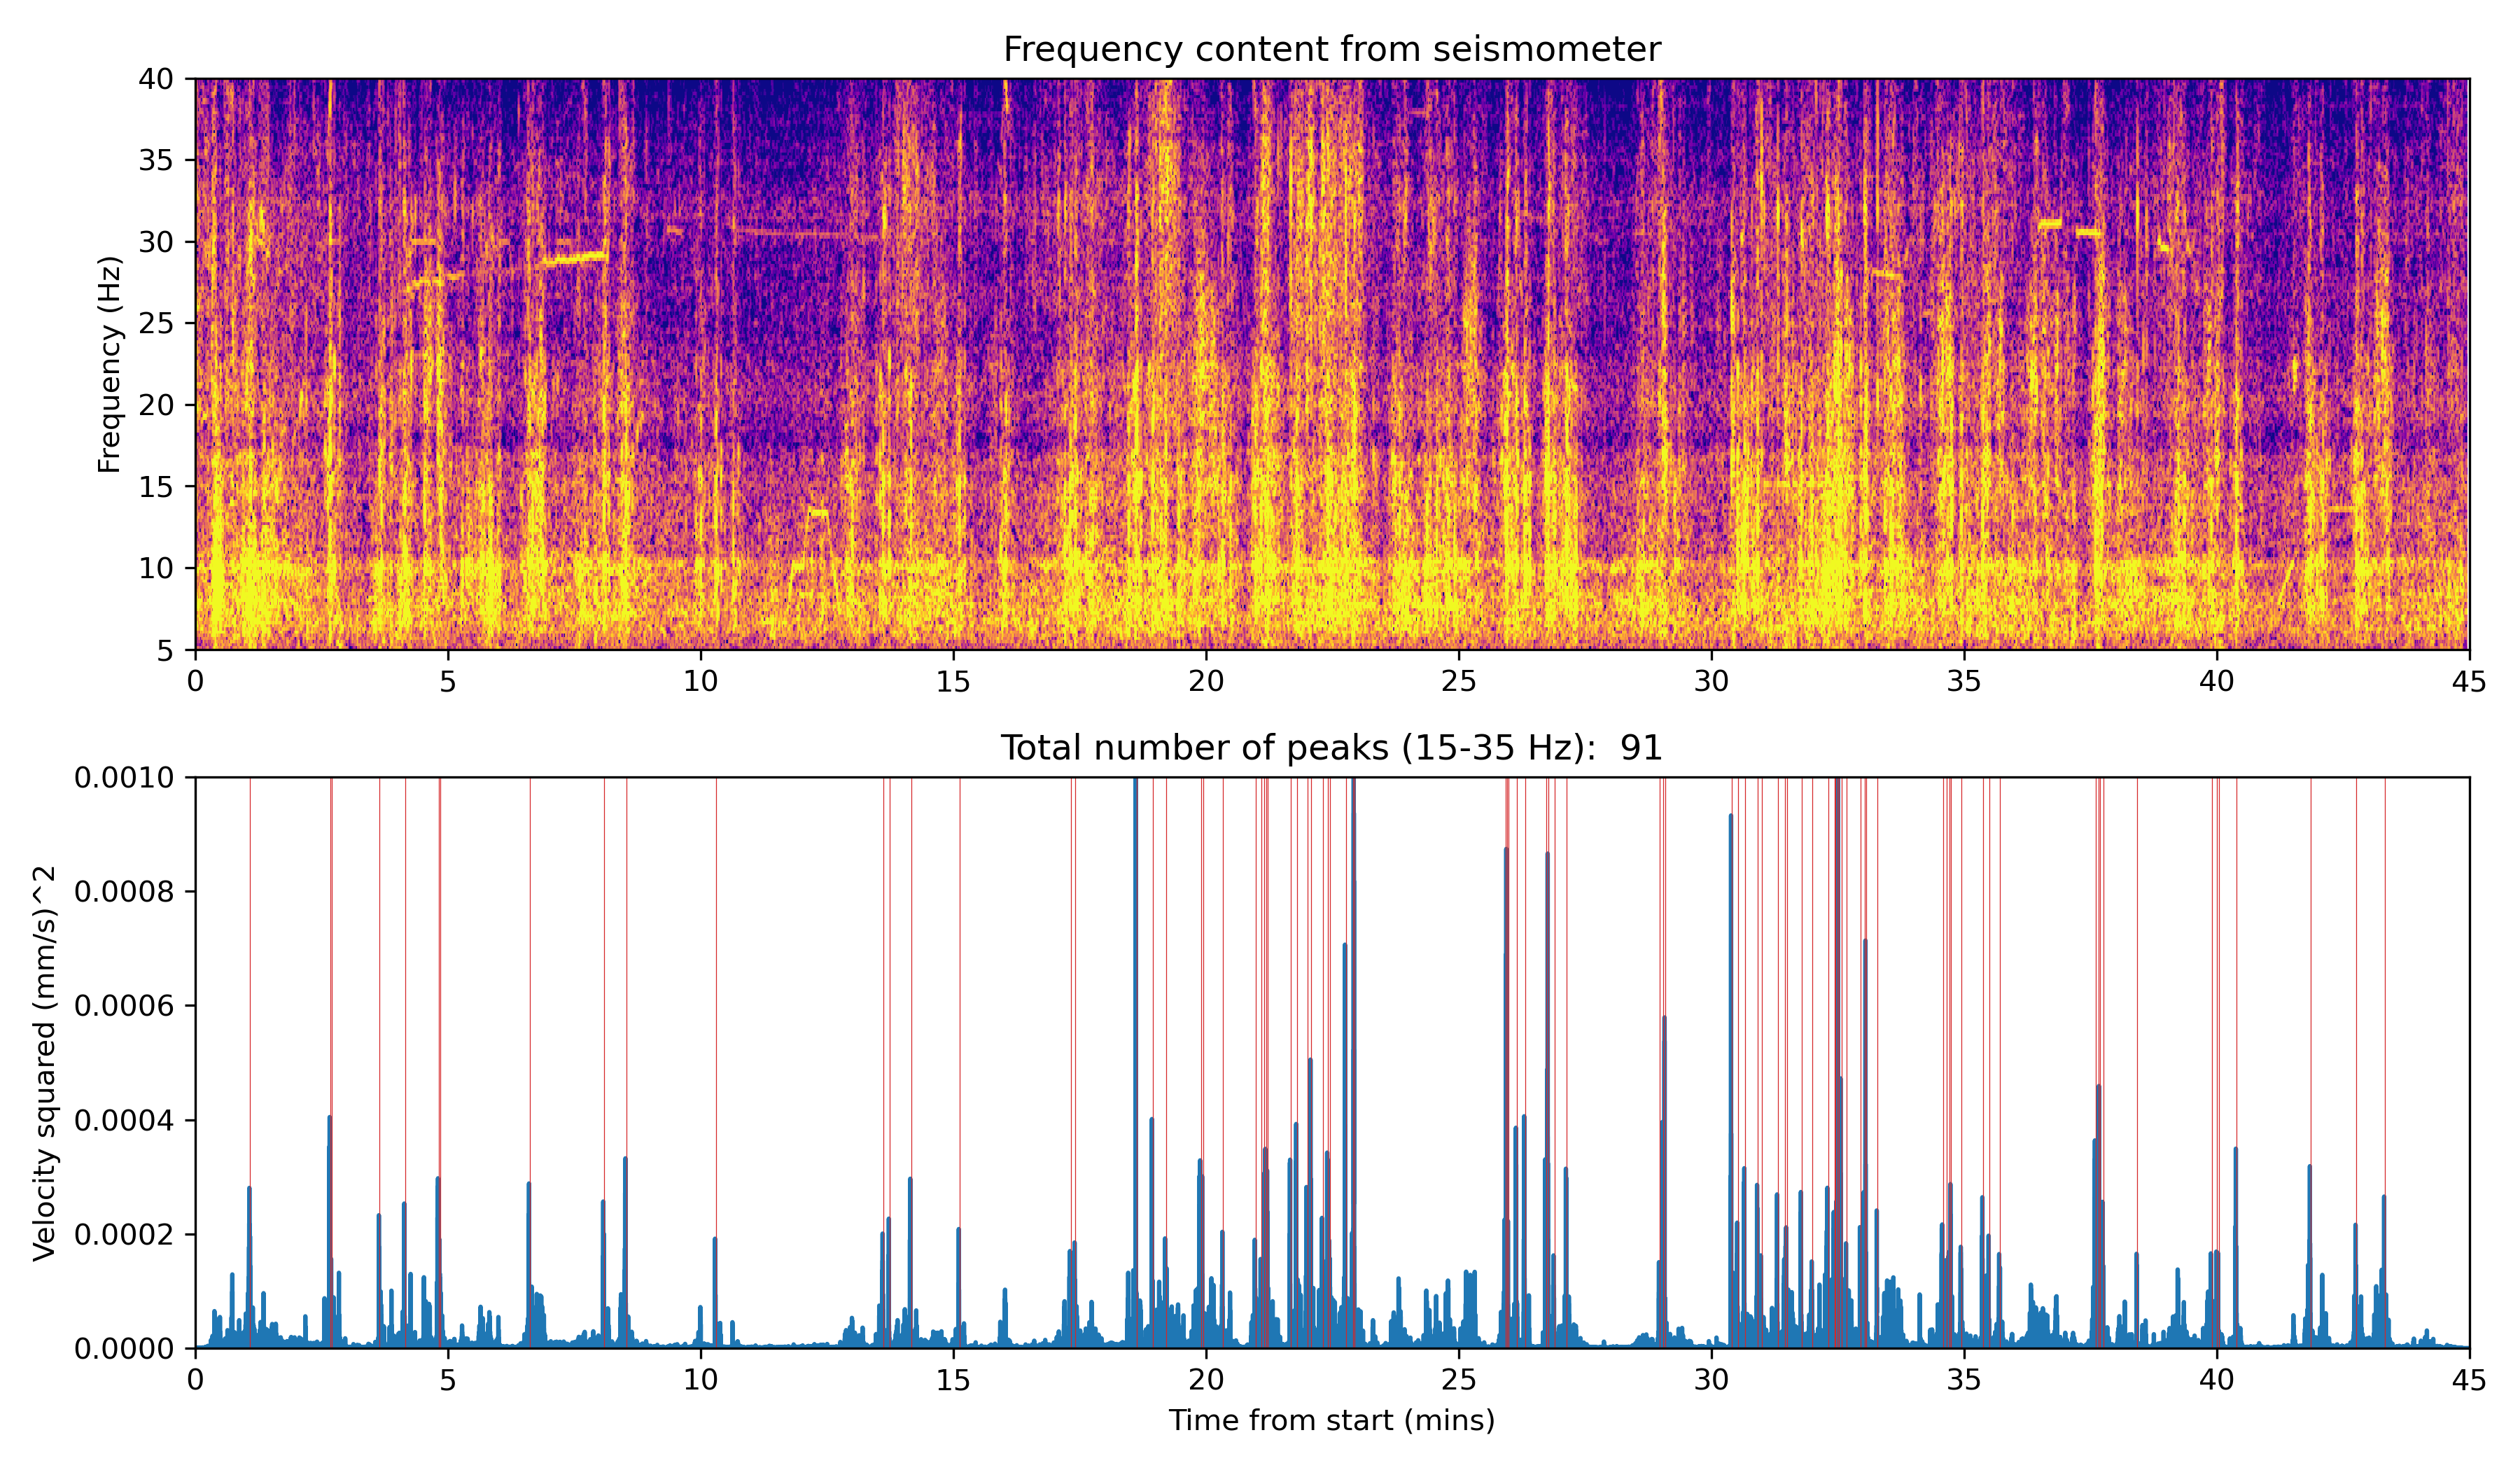 Frequency content from seismometer
40
35
30
25
20
15
10
5
Frequency (Hz)
0 5 10 15 20 25 30 35 40 45
Total number of peaks (15-35 Hz):  91
0.0010
0.0008
0.0006
0.0004
0.0002
0.0000
Velocity squared (mm/s)^2
0 5 10 15 20 25 30 35 40 45
Time from start (mins)